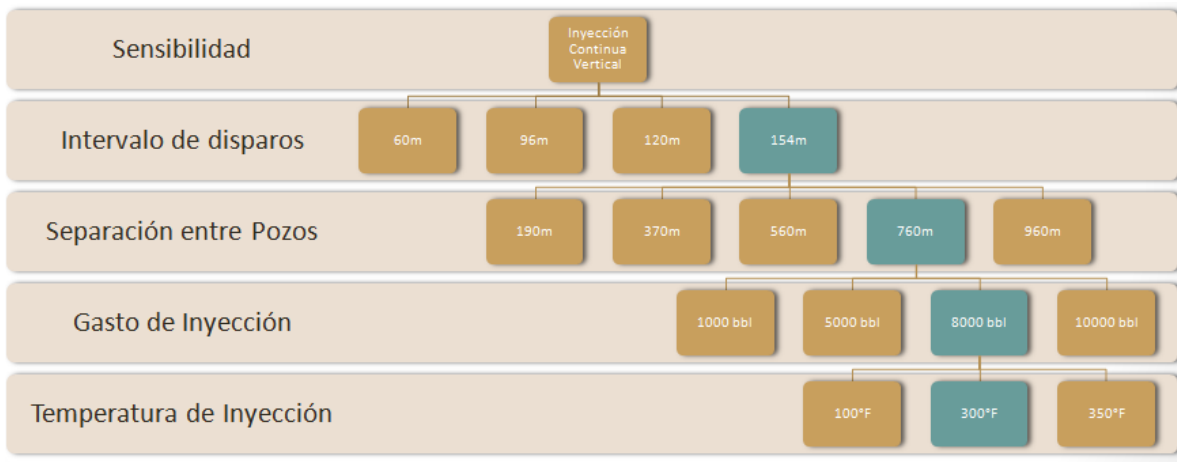 Sensibilidad
Inyección
Continua
Vertical
Intervalo de disparos
60m
96m
120m
154m
Separación entre Pozos
190m
370m
560m
760m
960m
Gasto de Inyección
1000 bbl
5000 bbl
8000 bbl
10000 bbl
Temperatura de Inyección
100°F
300°F
350°F